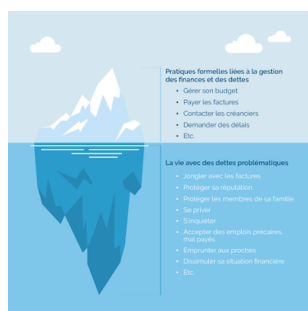 Pratiques formelles liées à la gestion
des finances et des dettes
• Gérer son budget
• Payer les factures
• Contacter les créanciers
• Demander des délais
• Etc.
La vie avec des dettes problématiques
• Jongler avec les factures
• Protéger sa réputation
• Protéger les membres de sa famille
• Se priver
• S'inquiéter
• Accepter des emplois précaires,
mal payés
• Emprunter aux proches
• Dissimuler sa situation financière
• Etc.